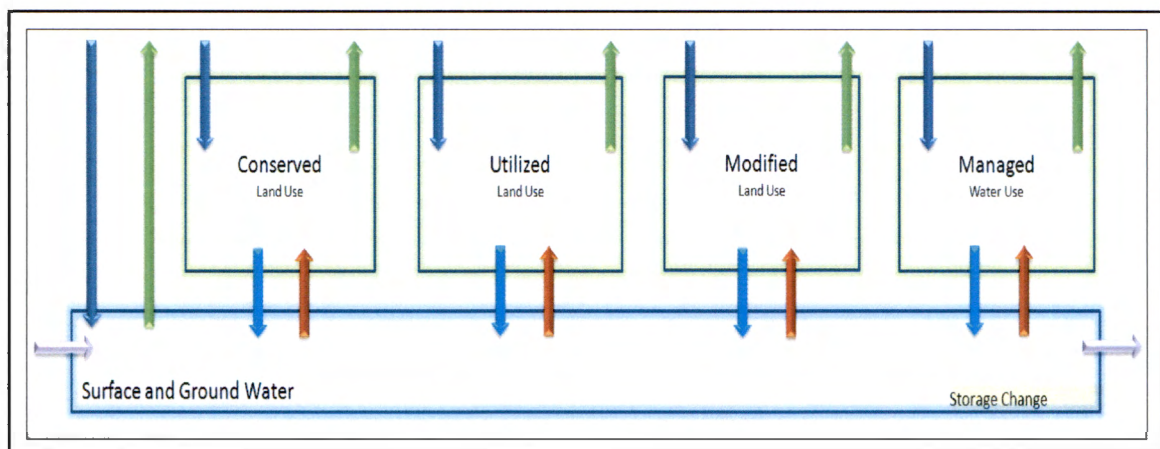 Conserved
Land Use
Utilized
Land Use
Modified
Land Use
Managed
Water Use
Surface and Ground Water
Storage Change